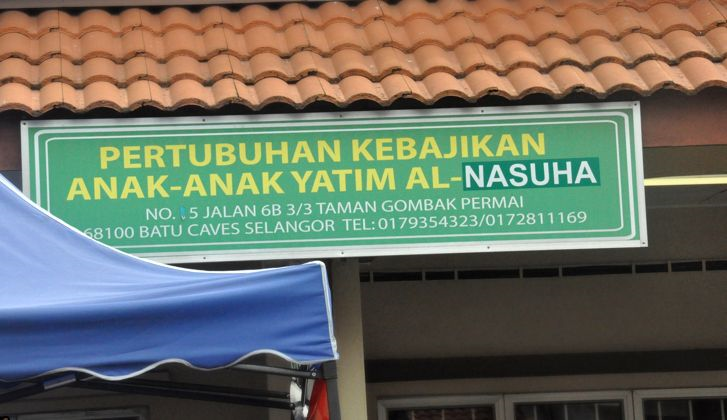 PERTUBUHAN KEBAJIKAN
ANAK-ANAK YATIM AL-NASUHA
NO. 5 JALAN 6B 3/3 TAMAN GOMBAK PERMAI
68100 BATU CAVES SELANGOR TEL: 0179354323/0172811169